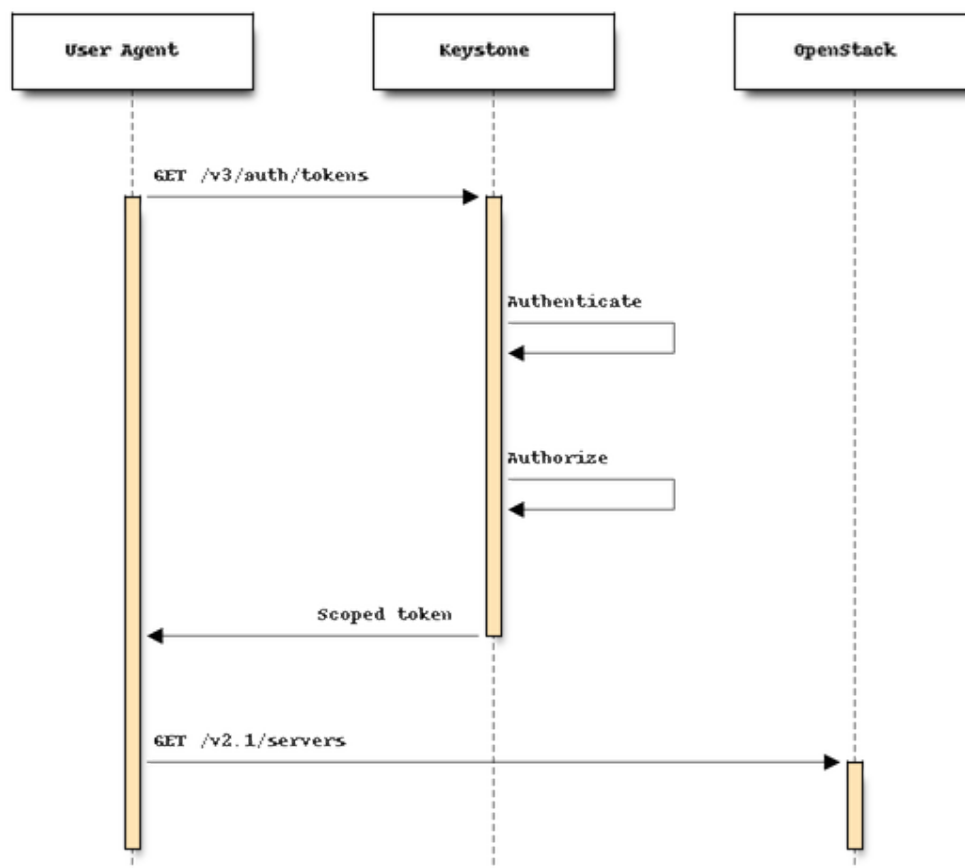 User Agent
Keystone
OpenStack
GET /v3/auth/tokens
Authenticate
Authorize
Scoped token
GET /v2.1/servers